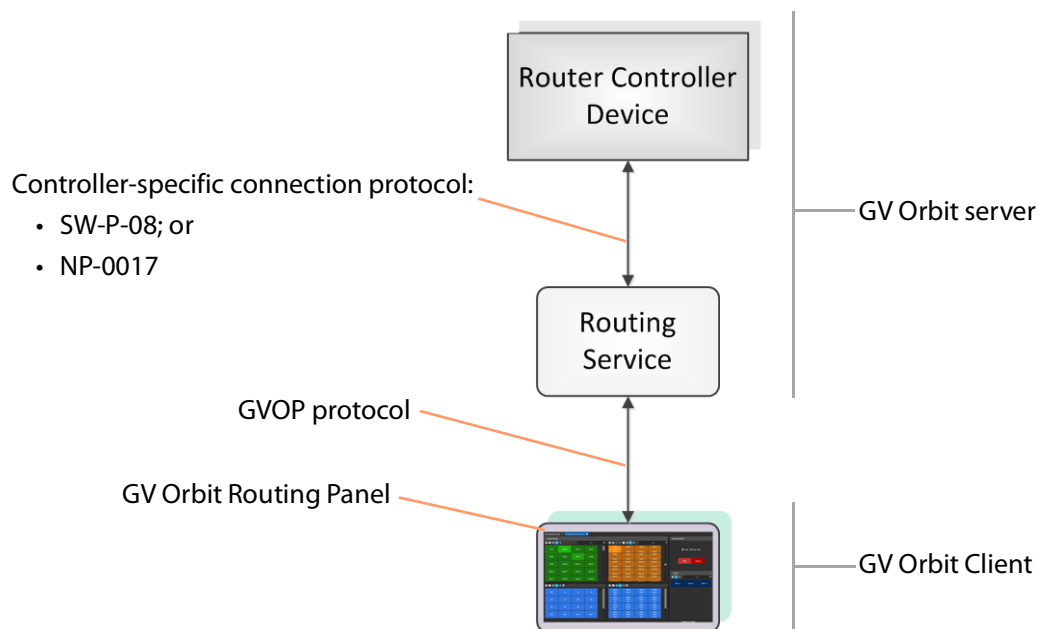 Router Controller
Device
Controller-specific connection protocol:
• SW-P-08; or
• NP-0017
GV Orbit server
Routing
Service
GVOP protocol
GV Orbit Routing Panel
GV Orbit Client